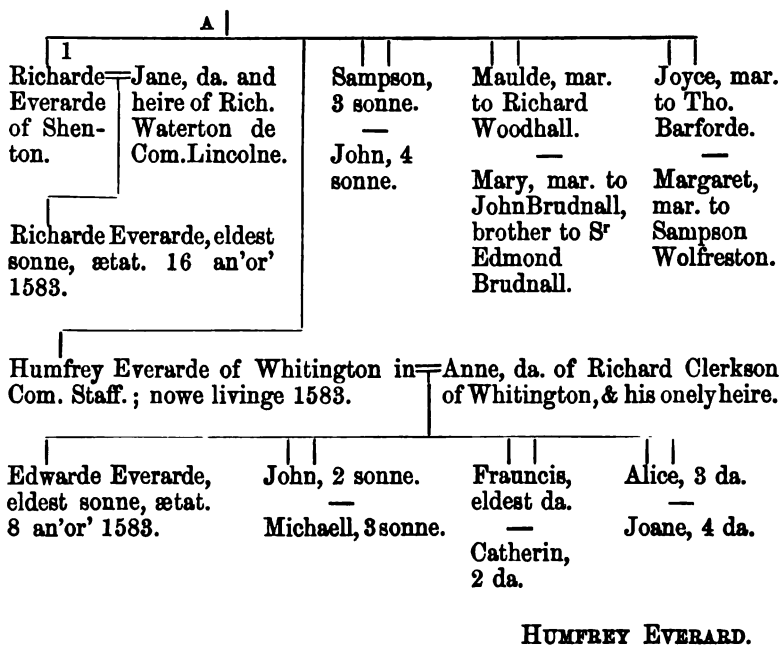 A
1
Richarde
Everarde
of Shen-
ton.
Jane, da. and
heire of Rich.
Waterton de
Com. Lincolne.
Sampson,
3 sonne.
—
John, 4
sonne.
Maulde, mar.
to Richard
Woodhall.
—
Mary, mar. to
John Brudnall,
brother to Sʳ
Edmond
Brudnall.
Joyce, mar.
to Tho.
Barforde.
—
Margaret,
mar. to
Sampson
Wolfreston.
Richarde Everarde, eldest
sonne, ætat. 16 an'or'
1583.
Humfrey Everarde of Whitington in
Com. Staff.; nowe livinge 1583.
Anne, da. of Richard Clerkson
of Whitington, & his onely heire.
Edwarde Everarde,
eldest sonne, ætat.
8 an'or' 1583.
John, 2 sonne.
—
Michaell, 3 sonne.
Frauncis,
eldest da.
—
Catherin,
2 da.
Alice, 3 da.
—
Joane, 4 da.
HUMFREY EVERARD.